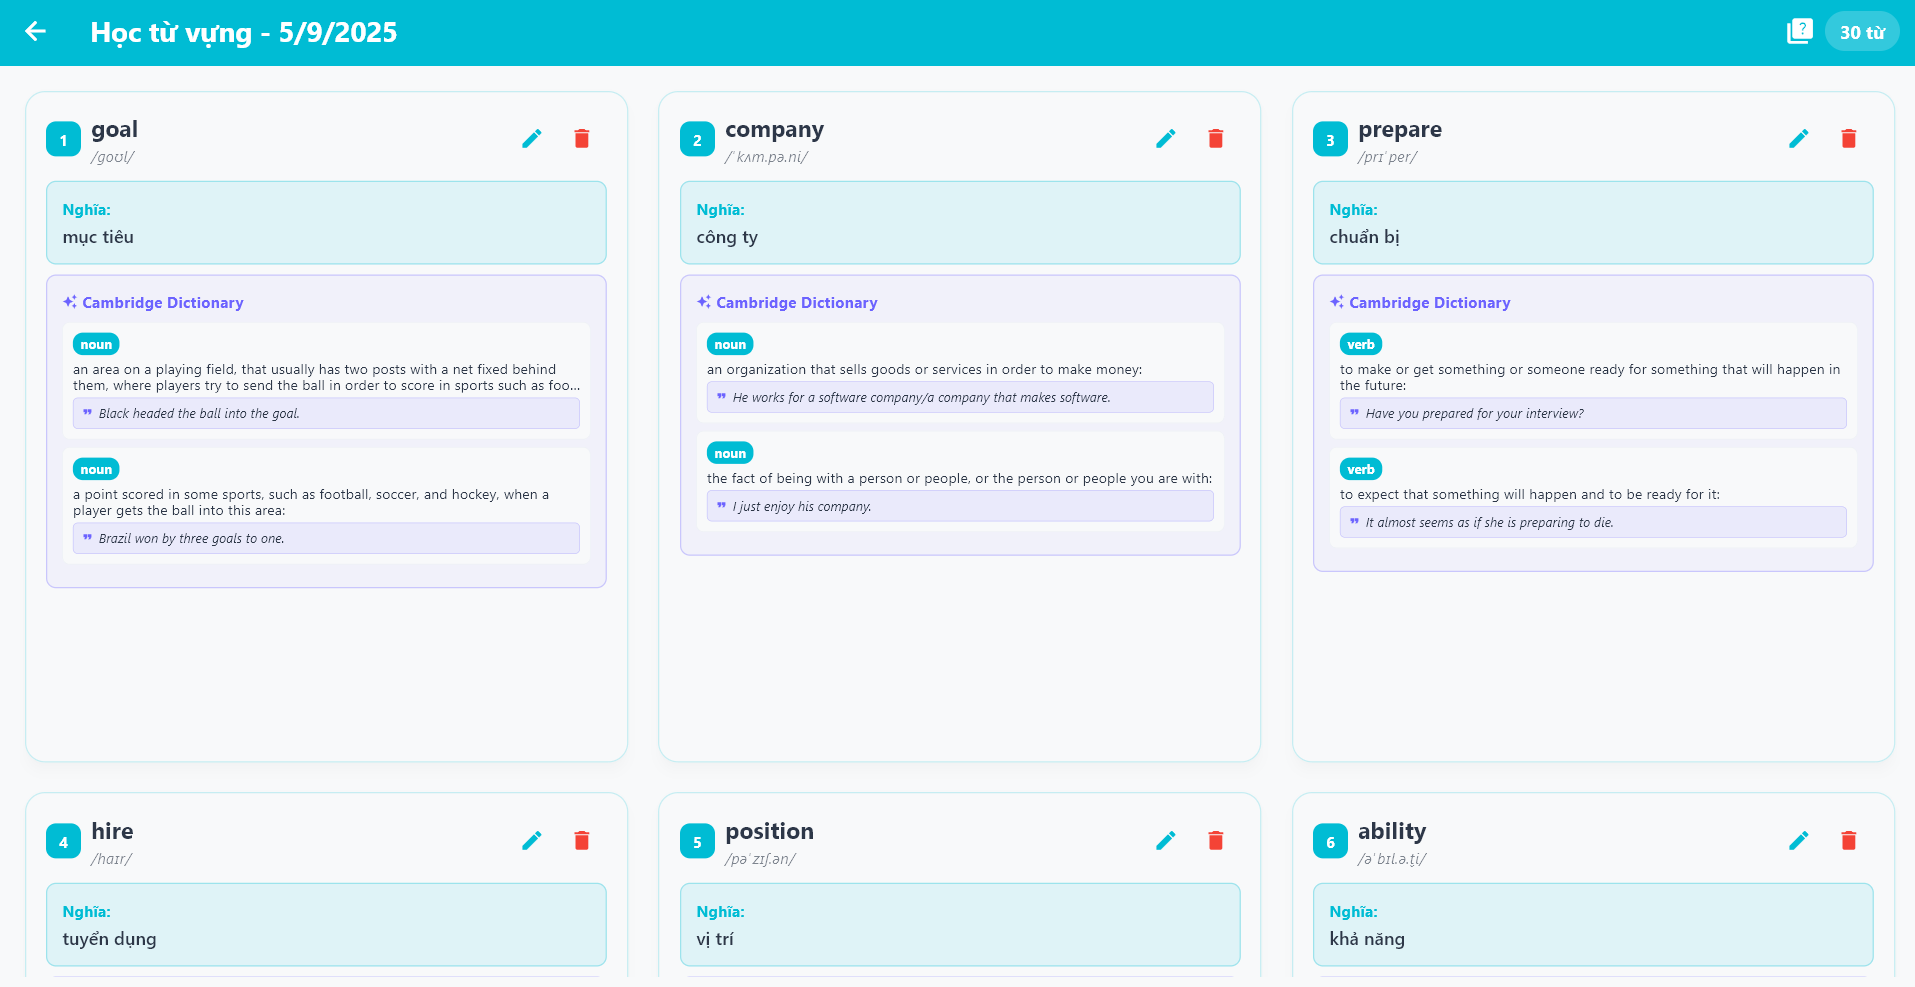 Học từ vựng - 5/9/2025
?
30 từ
1
goal
/ɡoʊl/
Nghĩa:
mục tiêu
Cambridge Dictionary
noun
an area on a playing field, that usually has two posts with a net fixed behind
them, where players try to send the ball in order to score in sports such as foo...
Black headed the ball into the goal.
noun
a point scored in some sports, such as football, soccer, and hockey, when a
player gets the ball into this area:
Brazil won by three goals to one.
2
company
/ˈkʌm.pə.ni/
Nghĩa:
công ty
Cambridge Dictionary
noun
an organization that sells goods or services in order to make money:
He works for a software company/a company that makes software.
noun
the fact of being with a person or people, or the person or people you are with:
I just enjoy his company.
3
prepare
/prɪˈper/
Nghĩa:
chuẩn bị
Cambridge Dictionary
verb
to make or get something or someone ready for something that will happen in
the future:
Have you prepared for your interview?
verb
to expect that something will happen and to be ready for it:
It almost seems as if she is preparing to die.
4
hire
/haɪr/
Nghĩa:
tuyển dụng
5
position
/pəˈzɪʃ.ən/
Nghĩa:
vị trí
6
ability
/əˈbɪl.ə.t̬i/
Nghĩa:
khả năng